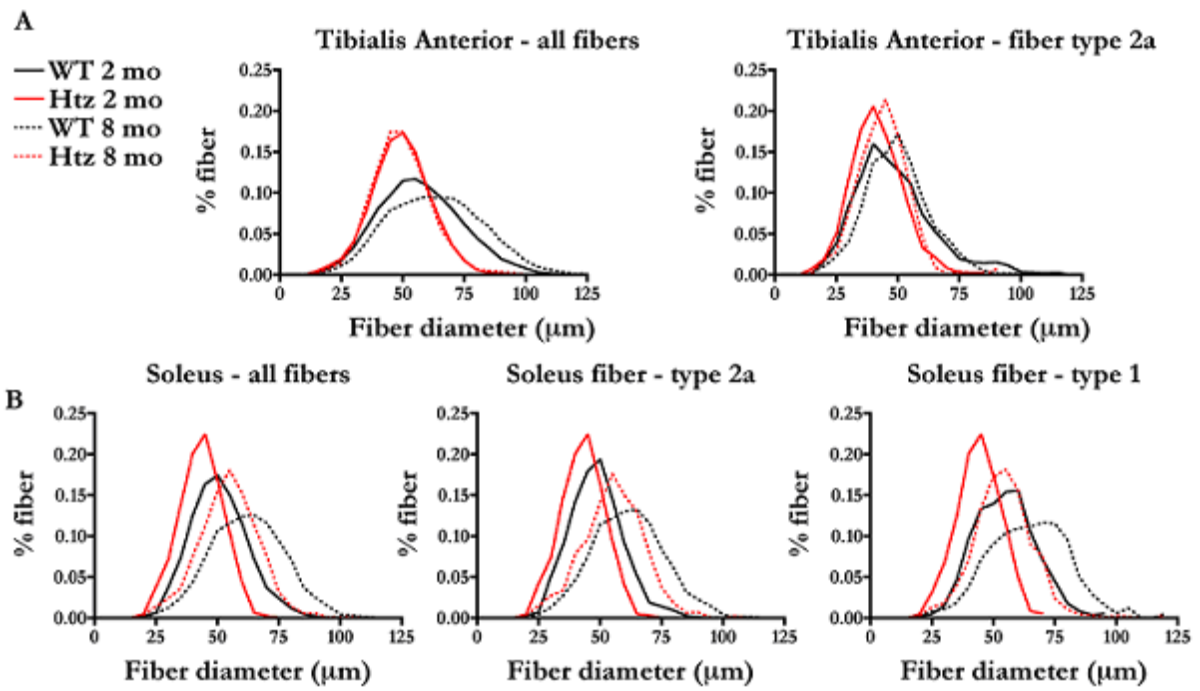 A
WT 2 mo
Htz 2 mo
WT 8 mo
Htz 8 mo
Tibialis Anterior - all fibers
% fiber
0.25
0.20
0.15
0.10
0.05
0.00
0 25 50 75 100 125
Fiber diameter (μm)
Tibialis Anterior - fiber type 2a
% fiber
0.25
0.20
0.15
0.10
0.05
0.00
0 25 50 75 100 125
Fiber diameter (μm)
B
Soleus - all fibers
% fiber
0.25
0.20
0.15
0.10
0.05
0.00
0 25 50 75 100 125
Fiber diameter (μm)
Soleus fiber - type 2a
% fiber
0.25
0.20
0.15
0.10
0.05
0.00
0 25 50 75 100 125
Fiber diameter (μm)
Soleus fiber - type 1
% fiber
0.25
0.20
0.15
0.10
0.05
0.00
0 25 50 75 100 125
Fiber diameter (μm)